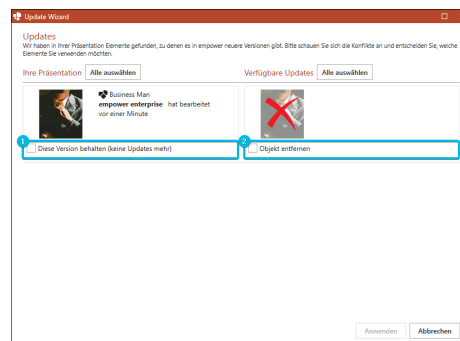 Update Wizard
Updates
Wir haben in Ihrer Präsentation Elemente gefunden, zu denen es in empower neuere Versionen gibt. Bitte schauen Sie sich die Konflikte an und entscheiden Sie, welche
Elemente Sie verwenden möchten.
Ihre Präsentation Alle auswählen Verfügbare Updates Alle auswählen
Business Man
empower enterprise hat bearbeitet
vor einer Minute
1 2
Diese Version behalten (keine Updates mehr) Objekt entfernen
Anwenden Abbrechen